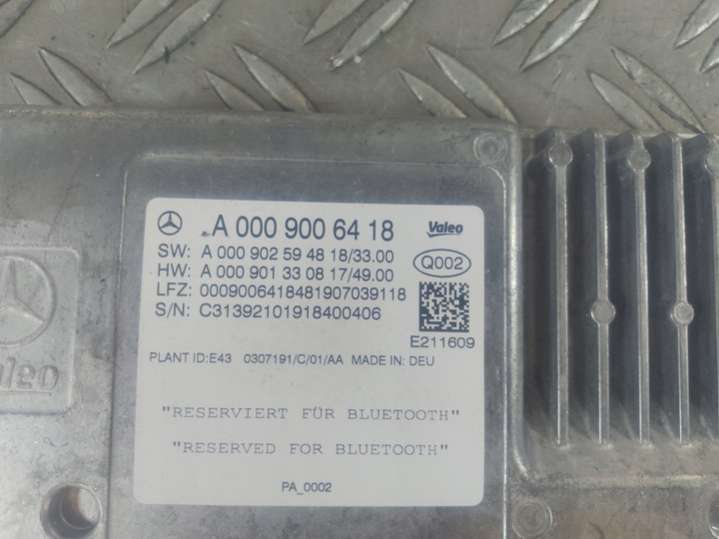 A 000 900 64 18
Valeo
SW: A 000 902 59 48 18/33.00
HW: A 000 901 33 08 17/49.00
Q002
LFZ: 0009006418481907039118
S/N: C31392101918400406
E211609
PLANT ID:E43 0307191/C/01/AA MADE IN: DEU
Valeo
"RESERVIERT FÜR BLUETOOTH"
"RESERVED FOR BLUETOOTH"
PA_0002